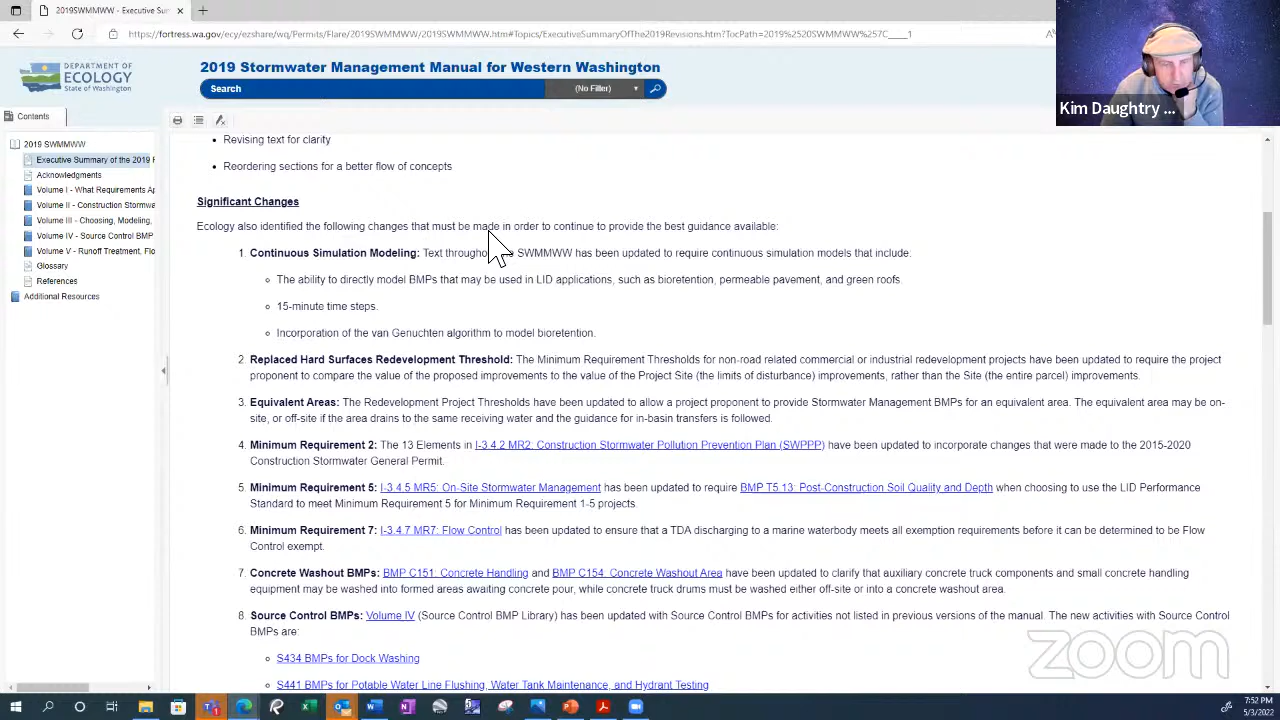 2019SWMMWW - Executive Sum
https://fortress.wa.gov/ecy/ezshare/wq/Permits/Flare/2019SWMMWW/2019SWMMWW.htm#Topics/ExecutiveSummaryOfThe2019Revisions.htm?TocPath=2019%2520SWMMWW%257C____1
DEPARTMENT OF
ECOLOGY
State of Washington
2019 Stormwater Management Manual for Western Washington
Search
(No Filter)
Kim Daughtry ...
Contents
2019 SWMMWW
Executive Summary of the 2019 R
Acknowledgments
Volume I - What Requirements Ap
Volume II - Construction Stormwa
Volume III - Choosing, Modeling,
Volume IV - Source Control BMP
Volume V - Runoff Treatment, Flo
Glossary
References
Additional Resources
• Revising text for clarity
• Reordering sections for a better flow of concepts
Significant Changes
Ecology also identified the following changes that must be made in order to continue to provide the best guidance available:
1. Continuous Simulation Modeling: Text througho SWMMWW has been updated to require continuous simulation models that include:
The ability to directly model BMPs that may be used in LID applications, such as bioretention, permeable pavement, and green roofs.
15-minute time steps.
Incorporation of the van Genuchten algorithm to model bioretention.
2. Replaced Hard Surfaces Redevelopment Threshold: The Minimum Requirement Thresholds for non-road related commercial or industrial redevelopment projects have been updated to require the project
proponent to compare the value of the proposed improvements to the value of the Project Site (the limits of disturbance) improvements, rather than the Site (the entire parcel) improvements.
3. Equivalent Areas: The Redevelopment Project Thresholds have been updated to allow a project proponent to provide Stormwater Management BMPs for an equivalent area. The equivalent area may be on-
site, or off-site if the area drains to the same receiving water and the guidance for in-basin transfers is followed.
4. Minimum Requirement 2: The 13 Elements in I-3.4.2 MR2: Construction Stormwater Pollution Prevention Plan (SWPPP) have been updated to incorporate changes that were made to the 2015-2020
Construction Stormwater General Permit.
5. Minimum Requirement 5: I-3.4.5 MR5: On-Site Stormwater Management has been updated to require BMP T5.13: Post-Construction Soil Quality and Depth when choosing to use the LID Performance
Standard to meet Minimum Requirement 5 for Minimum Requirement 1-5 projects.
6. Minimum Requirement 7: I-3.4.7 MR7: Flow Control has been updated to ensure that a TDA discharging to a marine waterbody meets all exemption requirements before it can be determined to be Flow
Control exempt.
7. Concrete Washout BMPs: BMP C151: Concrete Handling and BMP C154: Concrete Washout Area have been updated to clarify that auxiliary concrete truck components and small concrete handling
equipment may be washed into formed areas awaiting concrete pour, while concrete truck drums must be washed either off-site or into a concrete washout area.
8. Source Control BMPs: Volume IV (Source Control BMP Library) has been updated with Source Control BMPs for activities not listed in previous versions of the manual. The new activities with Source Control
BMPs are:
S434 BMPs for Dock Washing
S441 BMPs for Potable Water Line Flushing, Water Tank Maintenance, and Hydrant Testing
zoom
7:52 PM
5/3/2022